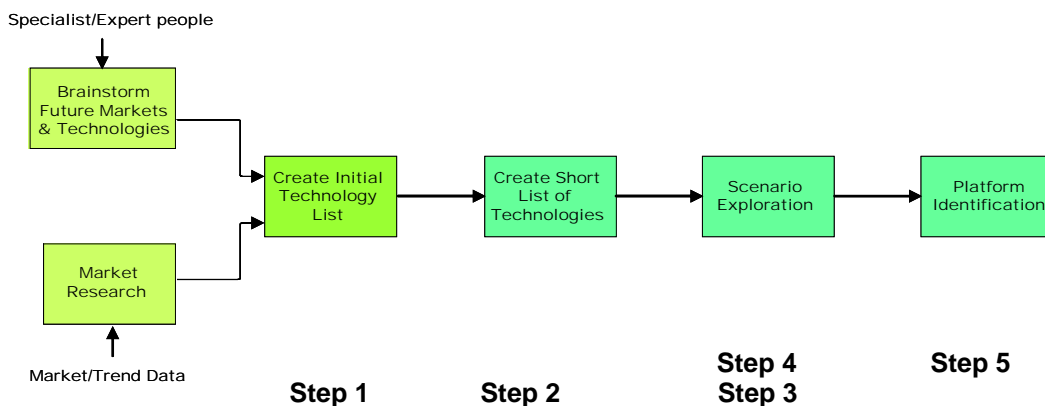 Specialist/Expert people
Brainstorm
Future Markets
& Technologies
Create Initial
Technology
List
Create Short
List of
Technologies
Scenario
Exploration
Platform
Identification
Market
Research
Market/Trend Data
Step 1
Step 2
Step 4
Step 3
Step 5